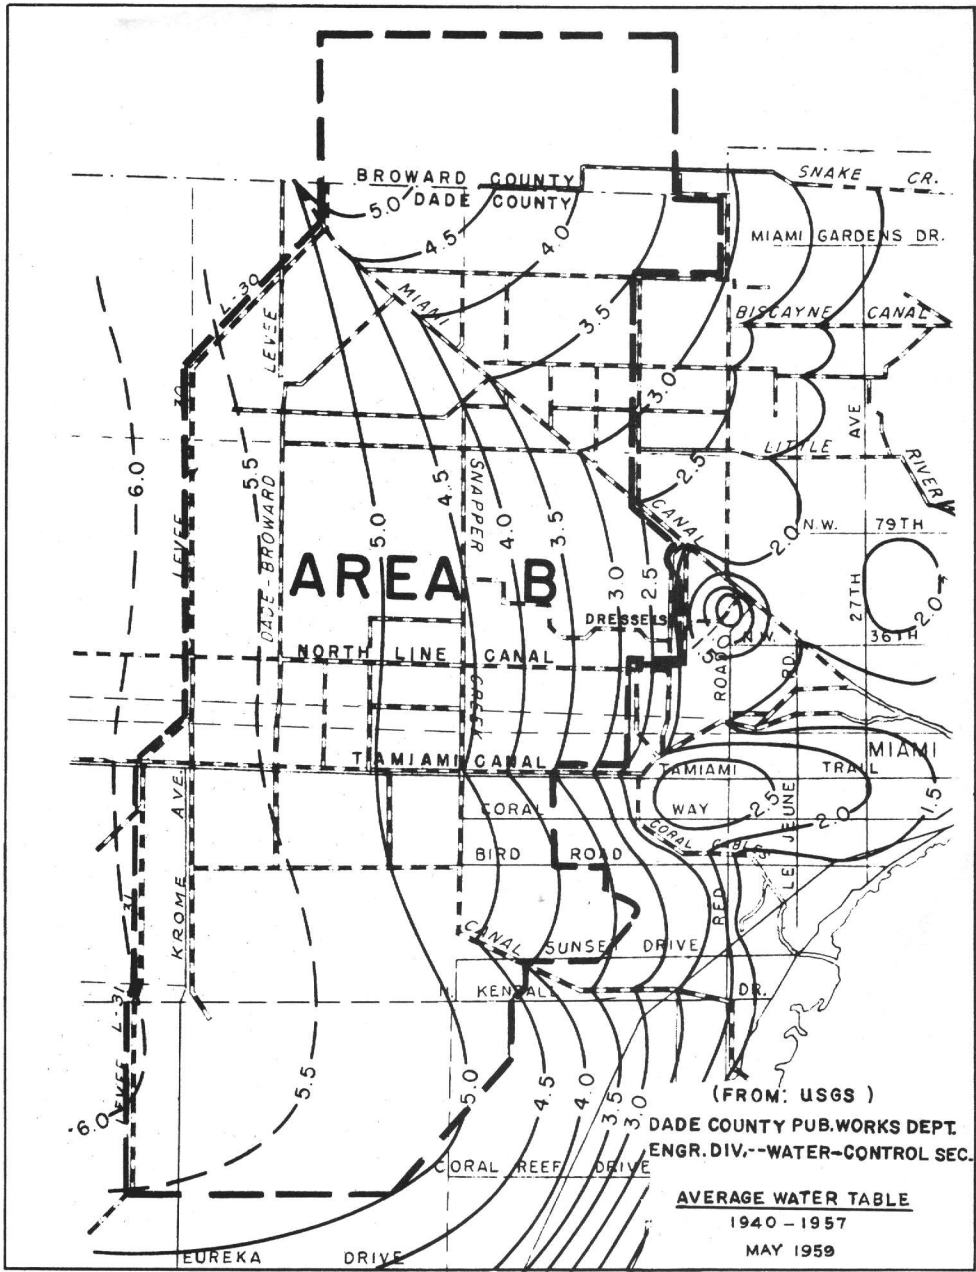 BROWARD COUNTY
DADE COUNTY
SNAKE CR.
5.0
4.5
4.0
MIAMI GARDENS DR.
L-30
MIAMI
3.5
BISCAYNE CANAL
LEVEE
30
3.0
AVE
LITTLE
RIVER
6.0
5.5
5.0
4.5
4.0
3.5
SNAPPER
2.5
CANAL
2.0
N.W. 79TH
LEVEE
DADE-BROWARD
AREA B
3.0
2.5
DRESSELS
27TH
2.0
N.W. 36TH
.5
ROAD
RD.
NORTH LINE CANAL
CREEK
TAMIAMI CANAL
TAMIAMI TRAIL
MIAMI
CORAL WAY
2.5
2.0
1.5
LE JEUNE
CORAL GABLES
BIRD ROAD
KROME AVE.
31
RED
CANAL
SUNSET DRIVE
N. KENDALL DR.
LEVEE L-31
6.0
5.5
5.0
4.5
4.0
3.5
3.0
CORAL REEF DRIVE
EUREKA DRIVE
(FROM: USGS)
DADE COUNTY PUB.WORKS DEPT.
ENGR. DIV.--WATER-CONTROL SEC.
AVERAGE WATER TABLE
1940-1957
MAY 1959